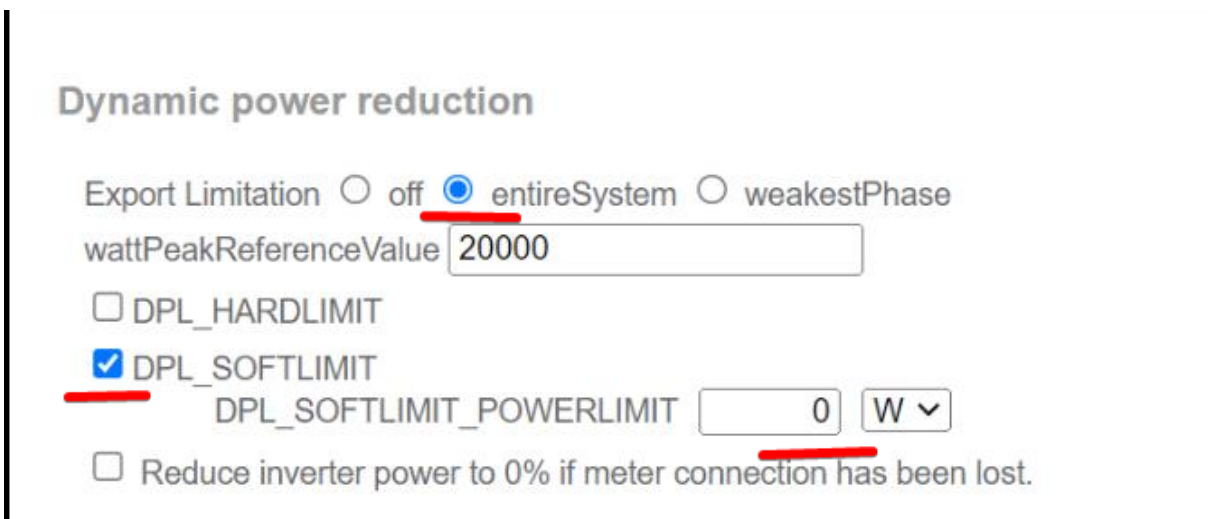 Dynamic power reduction
Export Limitation off entireSystem weakestPhase
wattPeakReferenceValue 20000
DPL_HARDLIMIT
DPL_SOFTLIMIT
DPL_SOFTLIMIT_POWERLIMIT 0 W
Reduce inverter power to 0% if meter connection has been lost.